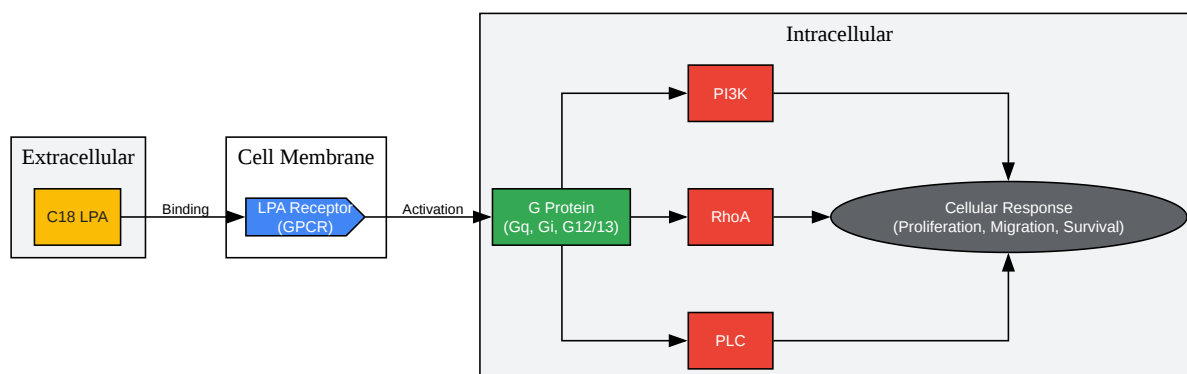 Extracellular
C18 LPA
Binding
Cell Membrane
LPA Receptor
(GPCR)
Activation
Intracellular
G Protein
(Gq, Gi, G12/13)
PI3K
RhoA
PLC
Cellular Response
(Proliferation, Migration, Survival)